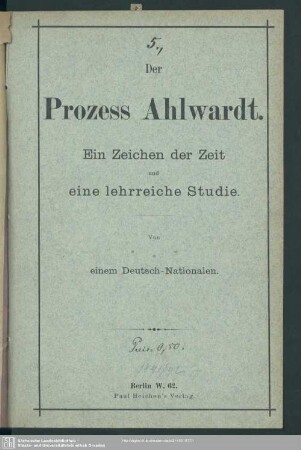 5.,
Der
Prozess Ahlwardt.
Ein Zeichen der Zeit
und
eine lehrreiche Studie.
Von
einem Deutsch-Nationalen.
Preis 0,50.
Berlin W. 62.
Paul Heichen's Verlag